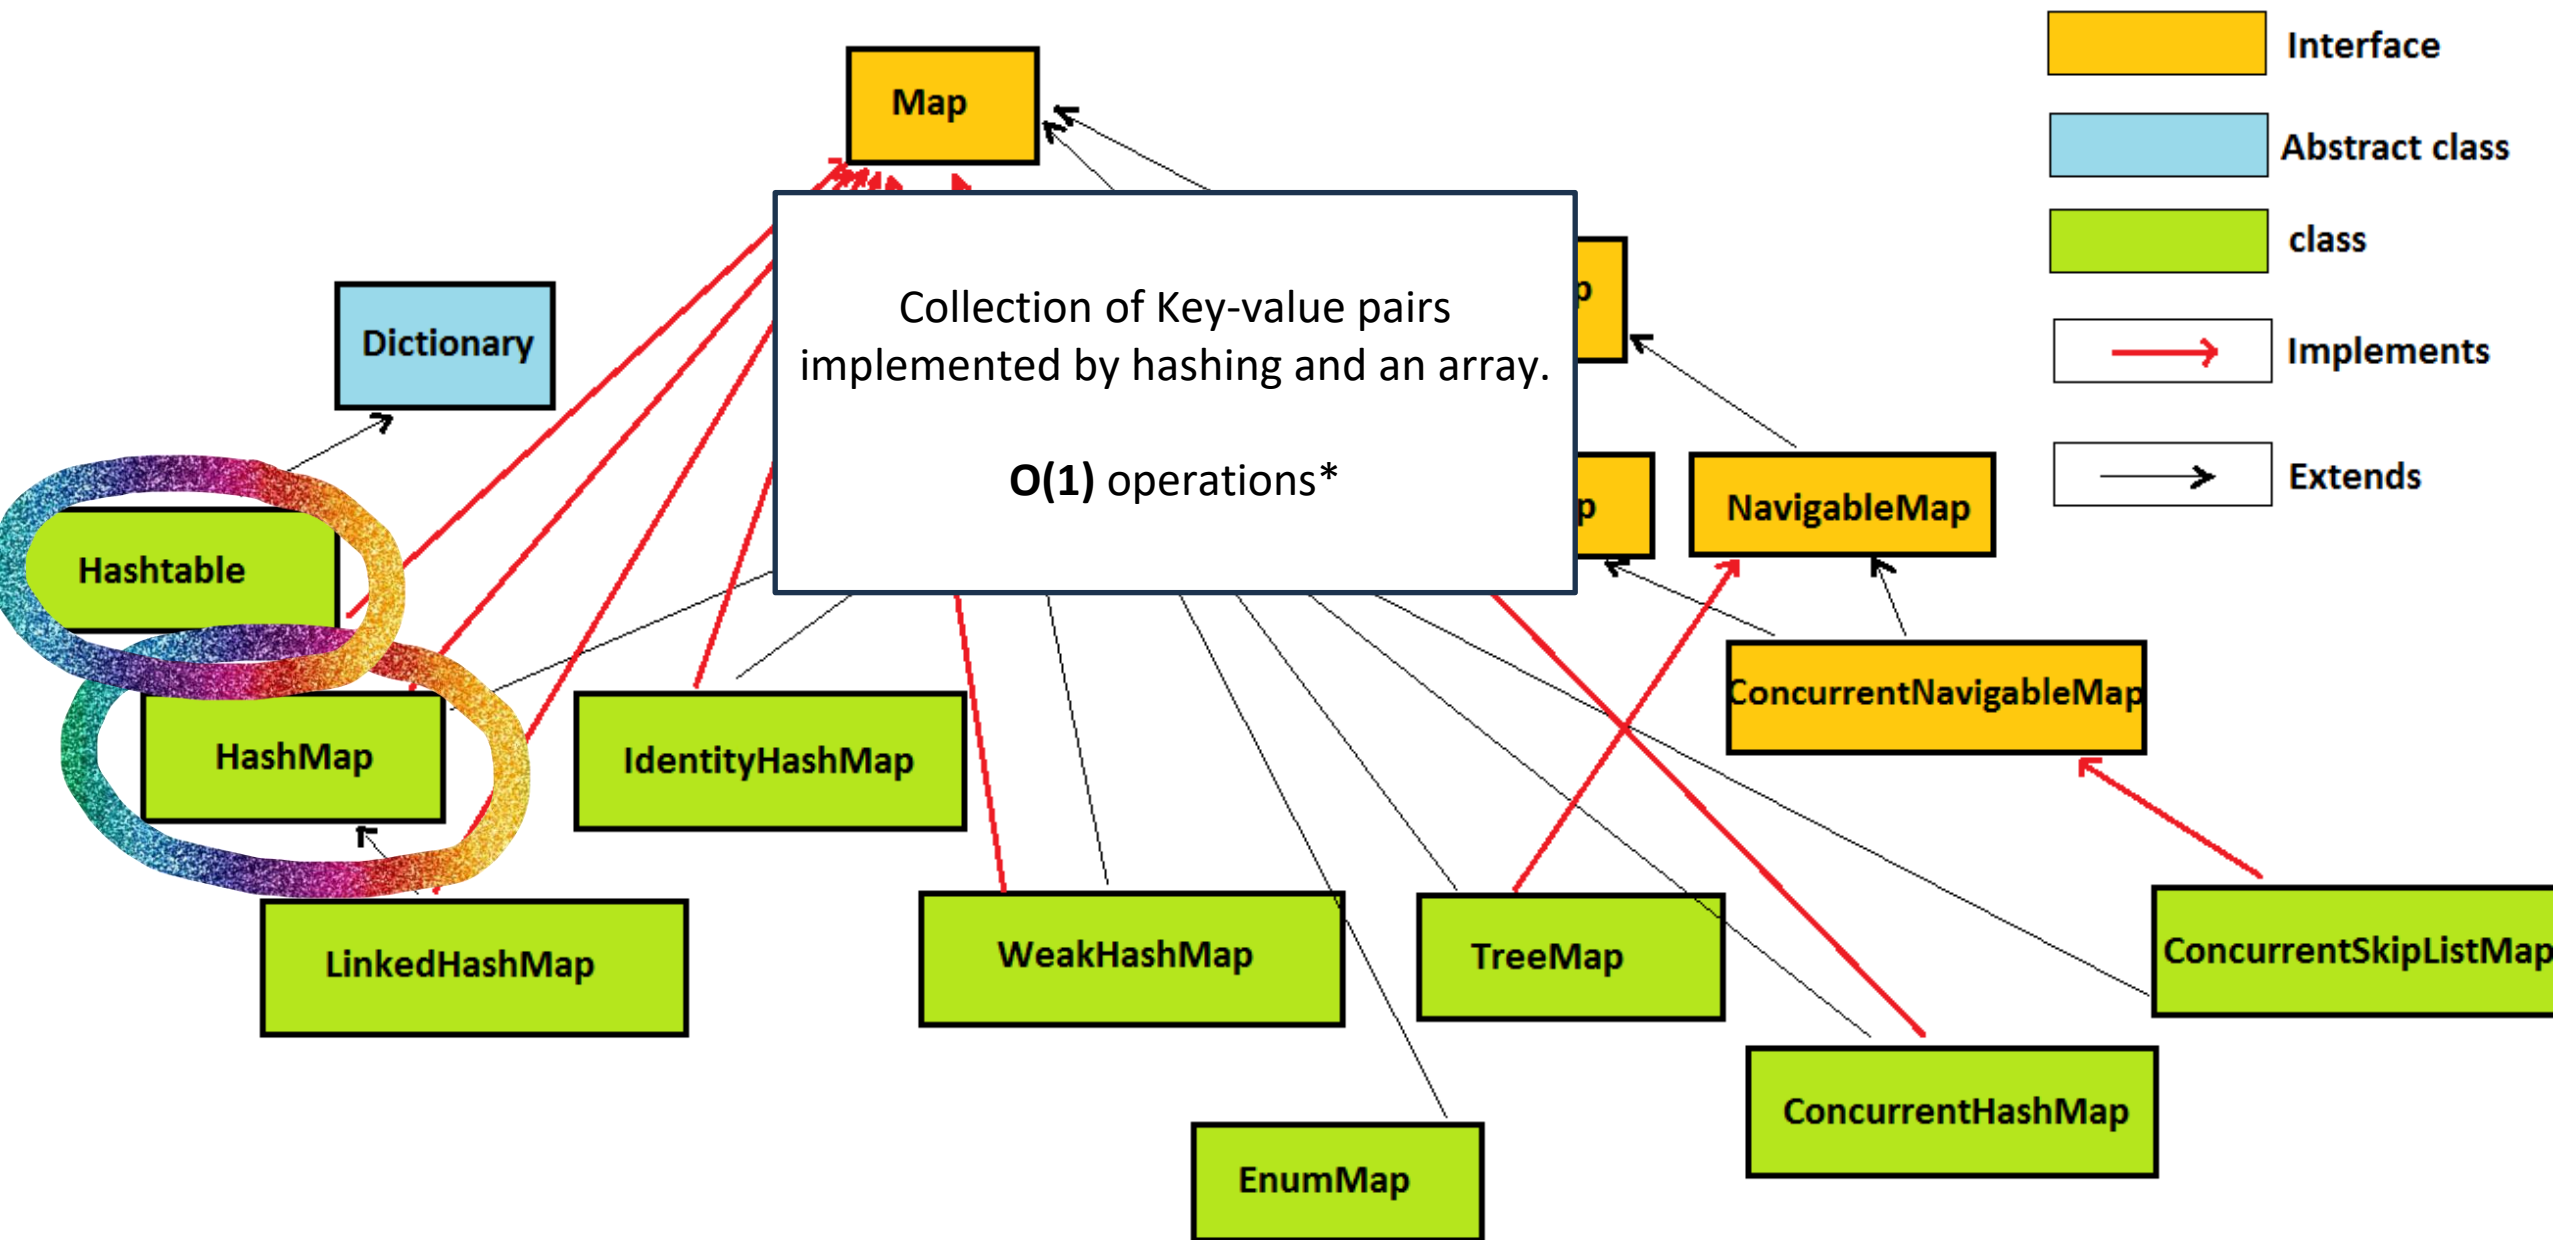 Map
Interface
Abstract class
class
Implements
Extends
Collection of Key-value pairs
implemented by hashing and an array.
O(1) operations*
p
Dictionary
p
NavigableMap
Hashtable
ConcurrentNavigableMap
HashMap
IdentityHashMap
LinkedHashMap
WeakHashMap
TreeMap
ConcurrentSkipListMap
ConcurrentHashMap
EnumMap